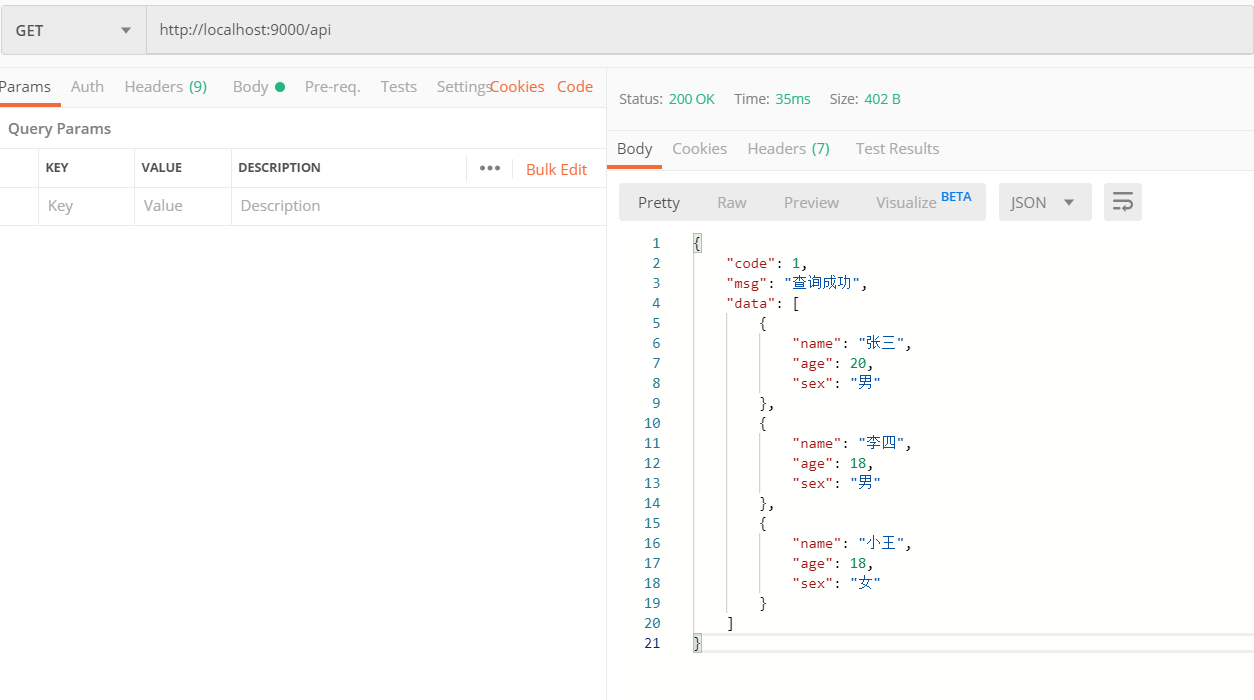 GET http://localhost:9000/api
Params Auth Headers (9) Body Pre-req. Tests Settings Cookies Code
Query Params
KEY VALUE DESCRIPTION ••• Bulk Edit
Key Value Description
Status: 200 OK Time: 35ms Size: 402 B
Body Cookies Headers (7) Test Results
Pretty Raw Preview Visualize BETA JSON
1 {
2 "code": 1,
3 "msg": "查询成功",
4 "data": [
5 {
6 "name": "张三",
7 "age": 20,
8 "sex": "男"
9 },
10 {
11 "name": "李四",
12 "age": 18,
13 "sex": "男"
14 },
15 {
16 "name": "小王",
17 "age": 18,
18 "sex": "女"
19 }
20 ]
21 }